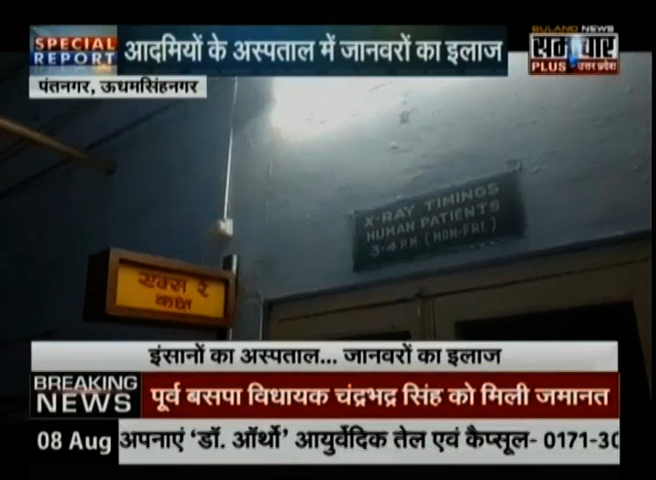 SPECIAL
REPORT
आदमियों के अस्पताल में जानवरों का इलाज
BULAND NEWS
समाचार
PLUS उत्तर प्रदेश
पंतनगर, ऊधमसिंहनगर
X-RAY TIMINGS
HUMAN PATIENTS
3-4 P.M (MON-FRI)
एक्स रे
कक्ष
इंसानों का अस्पताल... जानवरों का इलाज
BREAKING
NEWS
पूर्व बसपा विधायक चंद्रभद्र सिंह को मिली जमानत
08 Aug
अपनाएं ‘डॉ. ऑर्थो’ आयुर्वेदिक तेल एवं कैप्सूल- 0171-30